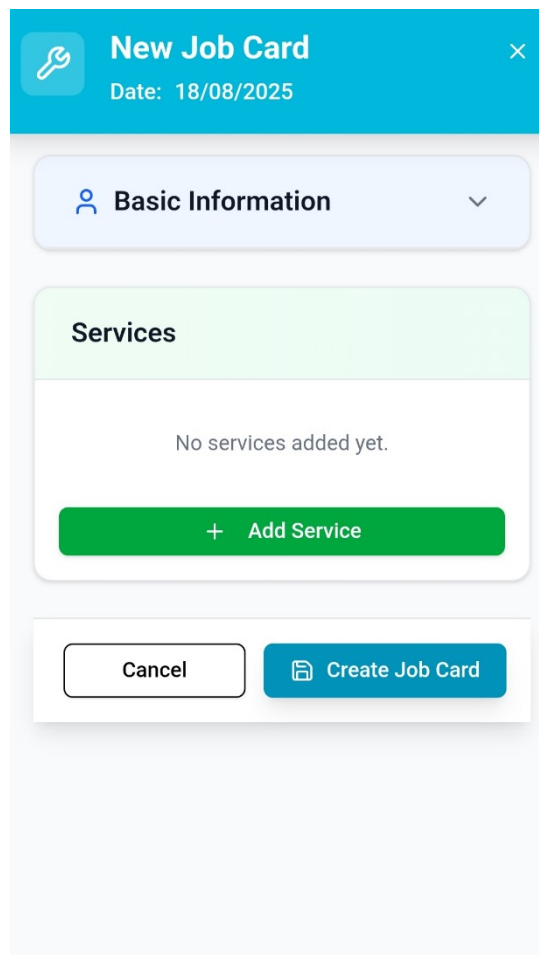 New Job Card
Date: 18/08/2025
Basic Information
Services
No services added yet.
+ Add Service
Cancel
Create Job Card